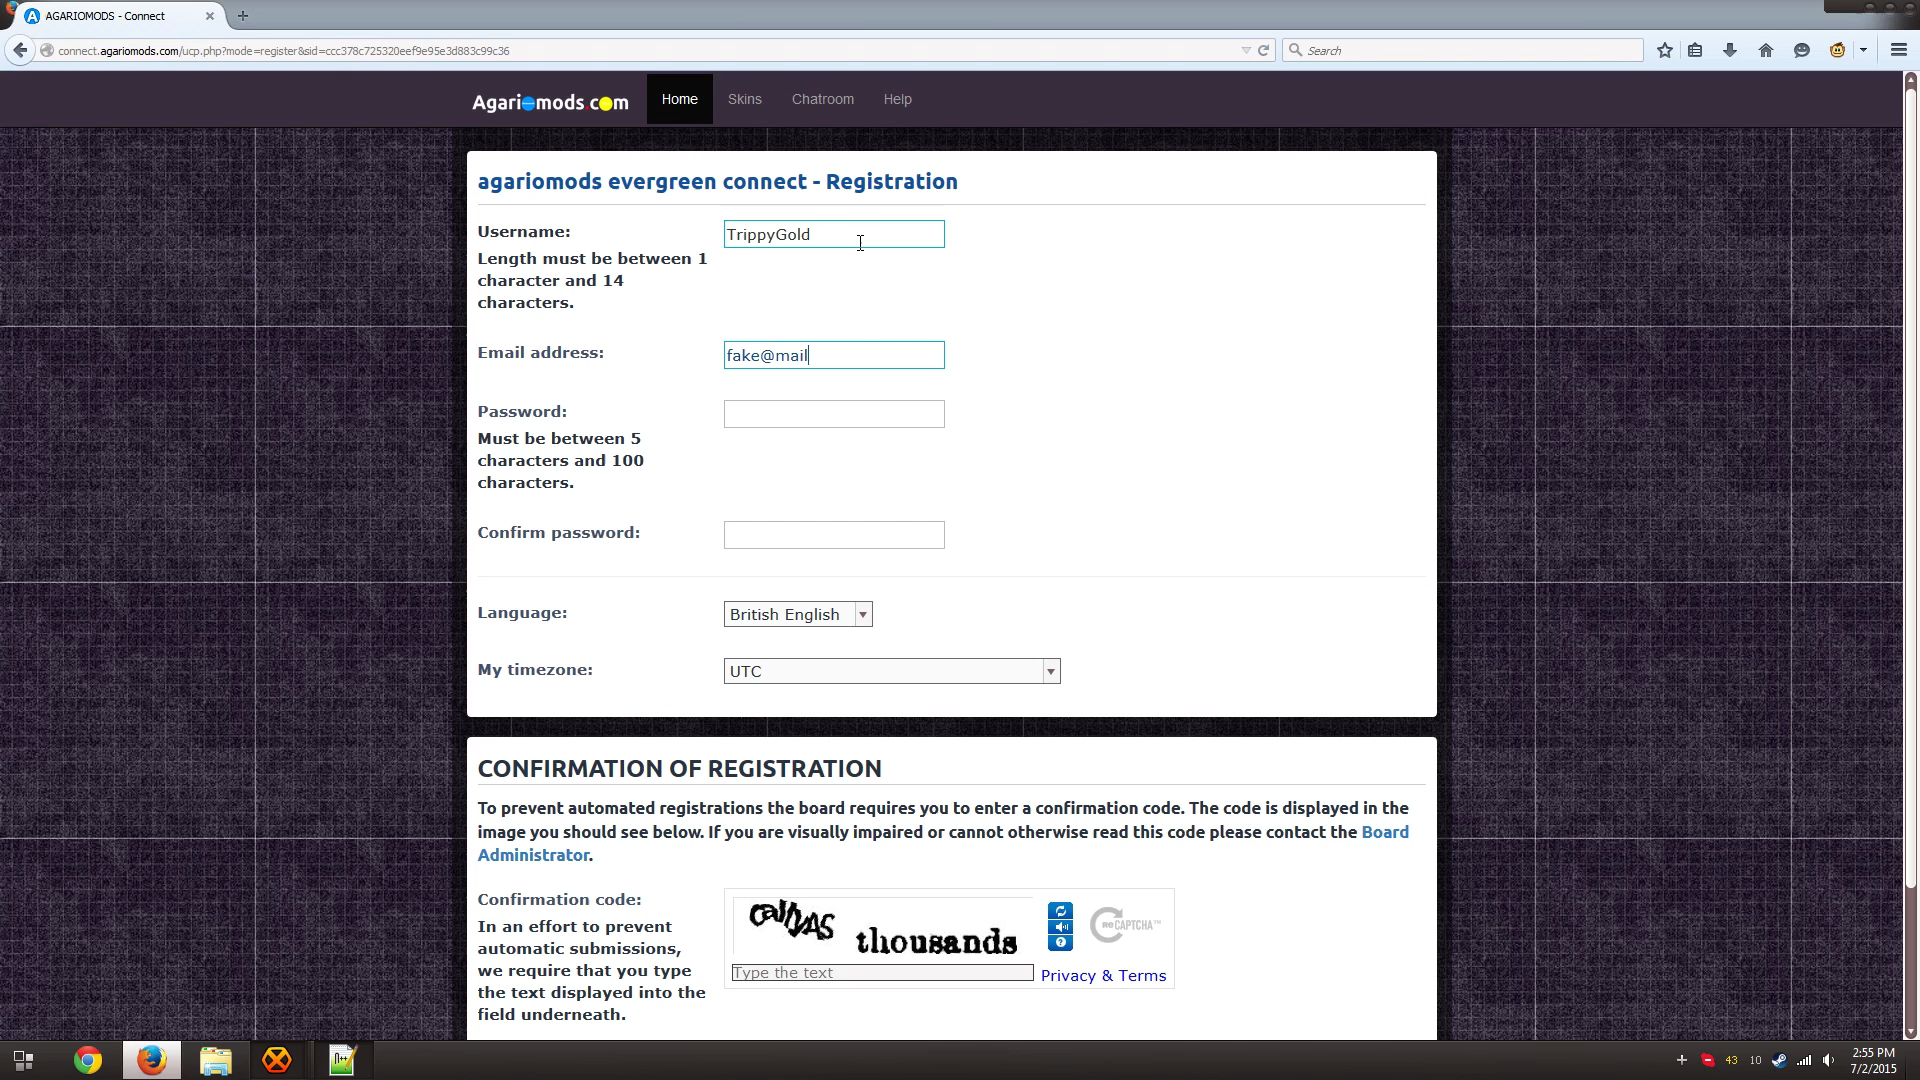 AGARIOMODS - Connect
connect.agariomods.com/ucp.php?mode=register&sid=ccc378c725320eef9e95e3d883c99c36
Search
Agariomods.com
Home
Skins
Chatroom
Help
agariomods evergreen connect - Registration
Username:
TrippyGold
Length must be between 1
character and 14
characters.
Email address:
fake@mail
Password:
Must be between 5
characters and 100
characters.
Confirm password:
Language:
British English
My timezone:
UTC
CONFIRMATION OF REGISTRATION
To prevent automated registrations the board requires you to enter a confirmation code. The code is displayed in the
image you should see below. If you are visually impaired or cannot otherwise read this code please contact the Board
Administrator.
Confirmation code:
In an effort to prevent
automatic submissions,
we require that you type
the text displayed into the
field underneath.
canvas thousands
reCAPTCHA™
Type the text
Privacy & Terms
43
10
2:55 PM
7/2/2015